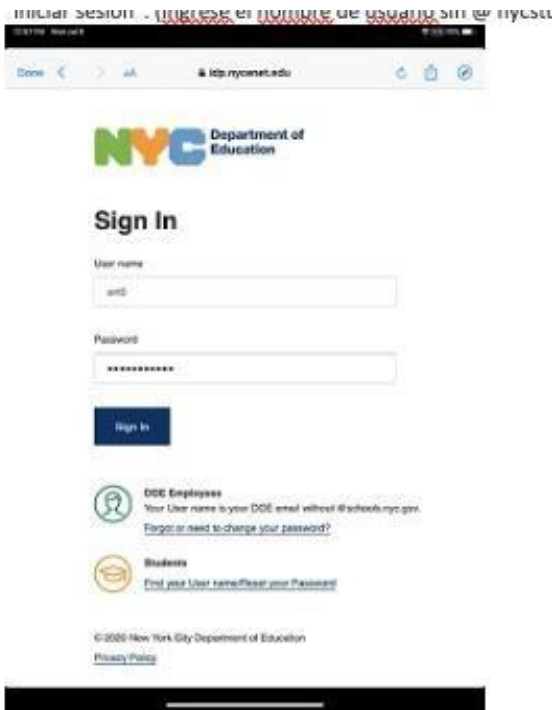 iniciar sesión . (ingrese el nombre de usuario sin @ nycstu
Done
AA
idp.nycenet.edu
NYC Department of
Education
Sign In
User name
Password
•••••••••••
Sign In
DOE Employees
Your User name is your DOE email without @schools.nyc.gov.
Forgot or need to change your password?
Students
Find your User name/Reset your Password
© 2020 New York City Department of Education
Privacy Policy